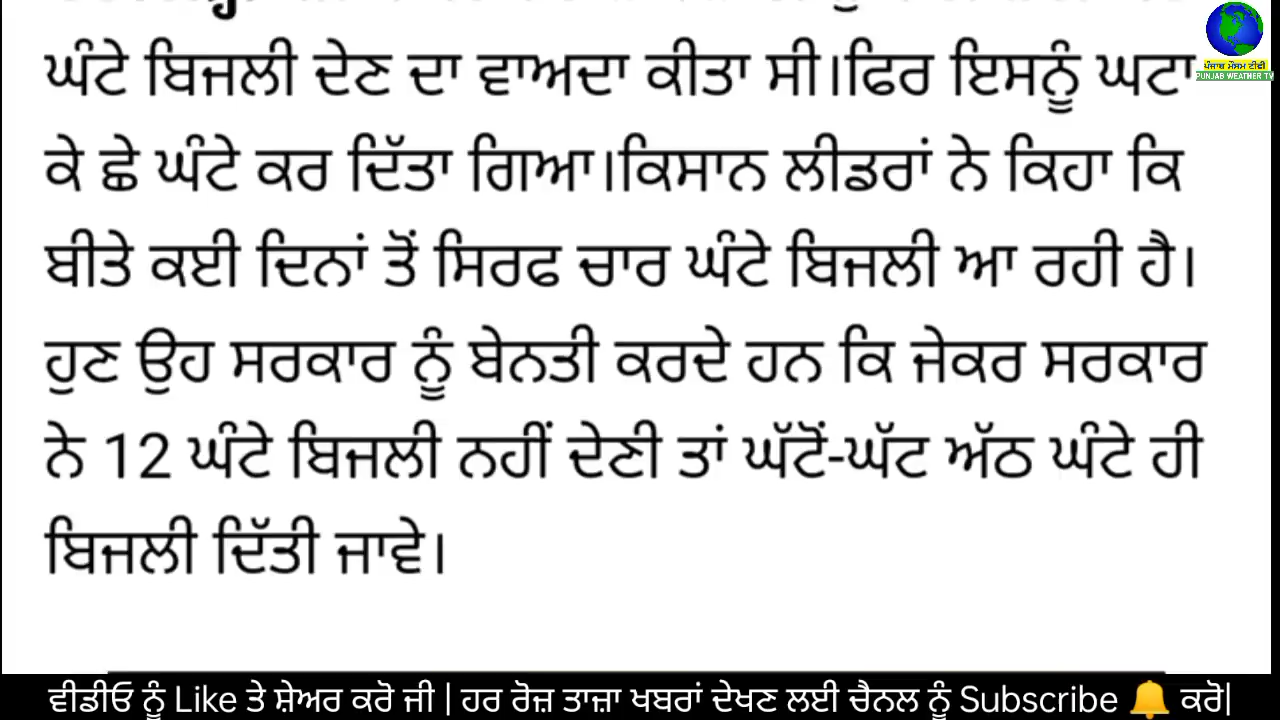 ਘੰਟੇ ਬਿਜਲੀ ਦੇਣ ਦਾ ਵਾਅਦਾ ਕੀਤਾ ਸੀ।ਫਿਰ ਇਸਨੂੰ ਘਟਾ
ਕੇ ਛੇ ਘੰਟੇ ਕਰ ਦਿੱਤਾ ਗਿਆ।ਕਿਸਾਨ ਲੀਡਰਾਂ ਨੇ ਕਿਹਾ ਕਿ
ਬੀਤੇ ਕਈ ਦਿਨਾਂ ਤੋਂ ਸਿਰਫ ਚਾਰ ਘੰਟੇ ਬਿਜਲੀ ਆ ਰਹੀ ਹੈ।
ਹੁਣ ਉਹ ਸਰਕਾਰ ਨੂੰ ਬੇਨਤੀ ਕਰਦੇ ਹਨ ਕਿ ਜੇਕਰ ਸਰਕਾਰ
ਨੇ 12 ਘੰਟੇ ਬਿਜਲੀ ਨਹੀਂ ਦੇਣੀ ਤਾਂ ਘੱਟੋਂ-ਘੱਟ ਅੱਠ ਘੰਟੇ ਹੀ
ਬਿਜਲੀ ਦਿੱਤੀ ਜਾਵੇ।
ਪੰਜਾਬ ਮੌਸਮ ਟੀਵੀ
PUNJAB WEATHER TV
ਵੀਡੀਓ ਨੂੰ Like ਤੇ ਸ਼ੇਅਰ ਕਰੋ ਜੀ | ਹਰ ਰੋਜ਼ ਤਾਜ਼ਾ ਖਬਰਾਂ ਦੇਖਣ ਲਈ ਚੈਨਲ ਨੂੰ Subscribe 🔔 ਕਰੋ|